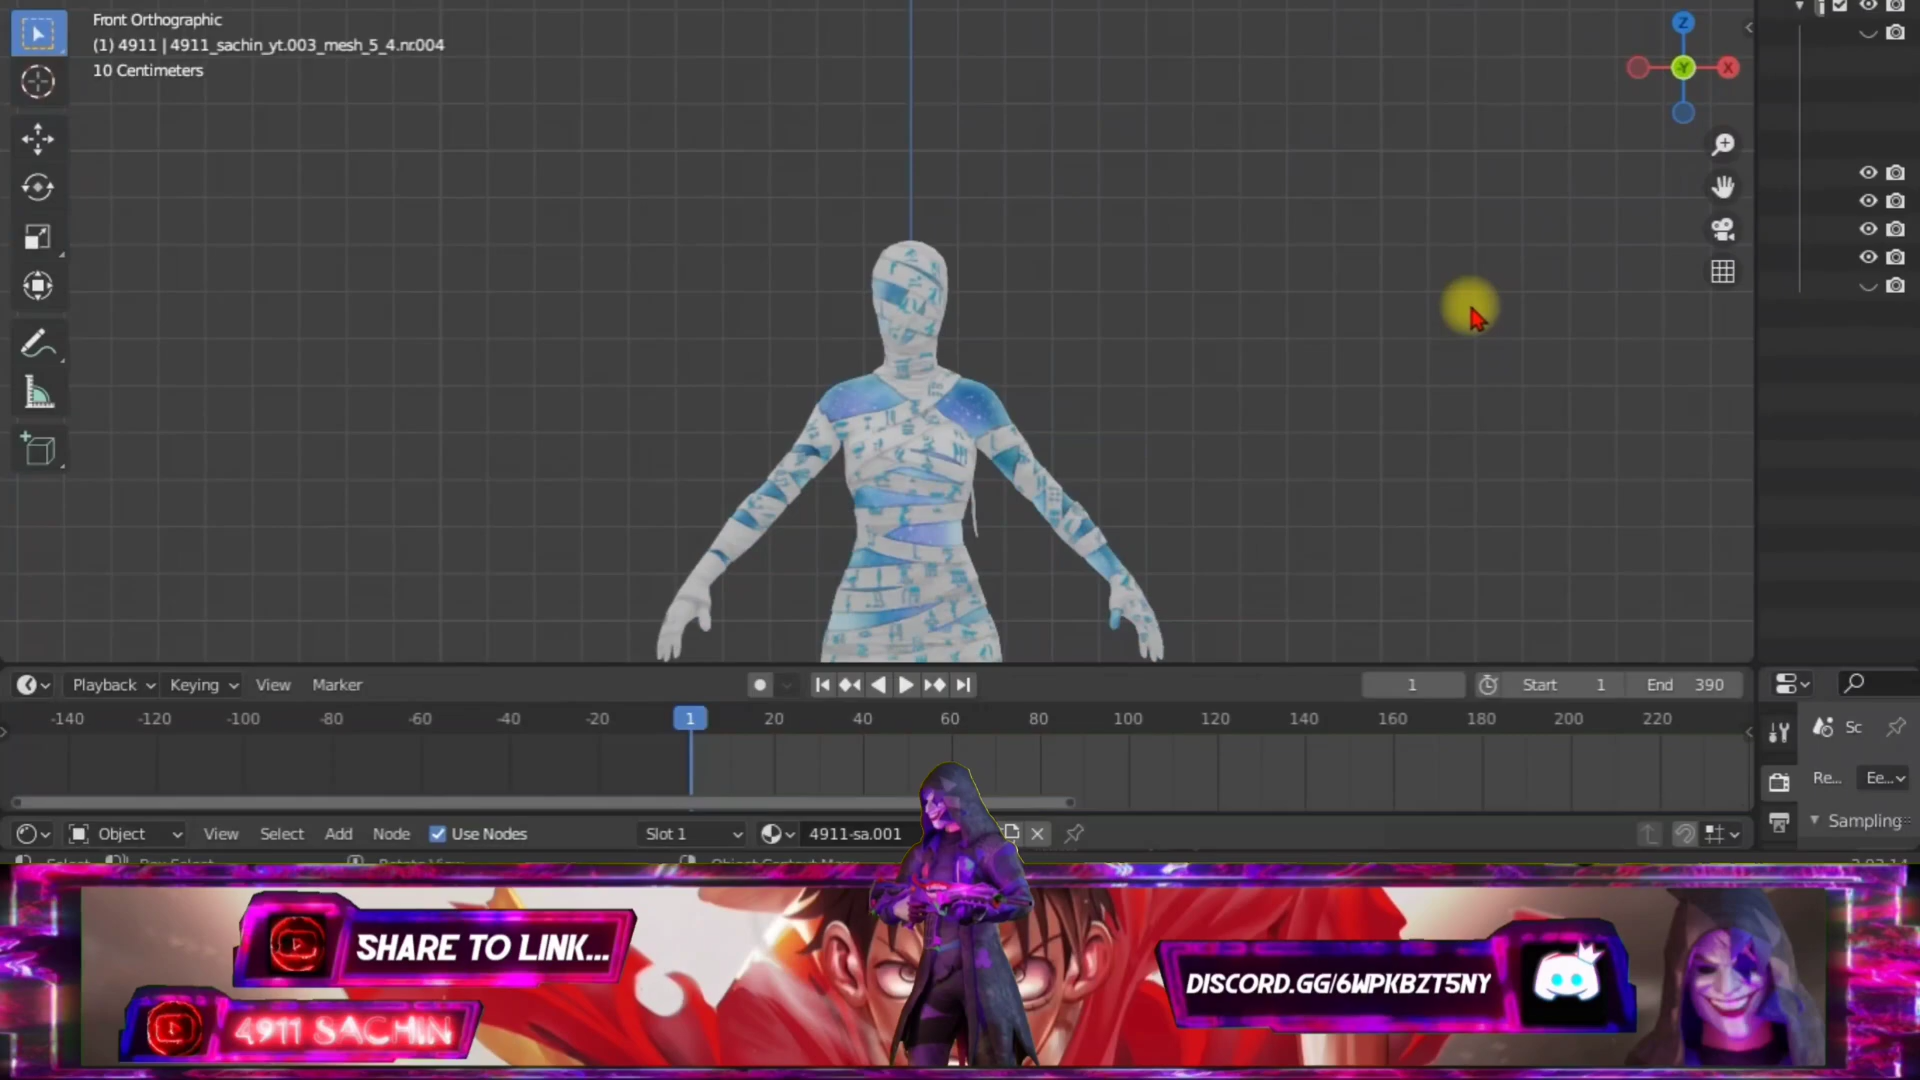 Front Orthographic
(1) 4911 | 4911_sachin_yt.003_mesh_5_4.nr.004
10 Centimeters
Z
-Y
X
Playback Keying View Marker
1 Start 1 End 390
-140 -120 -100 -80 -60 -40 -20 1 20 40 60 80 100 120 140 160 180 200 220
Sc
Re... Ee...
Sampling
Object View Select Add Node Use Nodes Slot 1 4911-sa.001
SHARE TO LINK...
DISCORD.GG/6WPKBZT5NY
4911 SACHIN